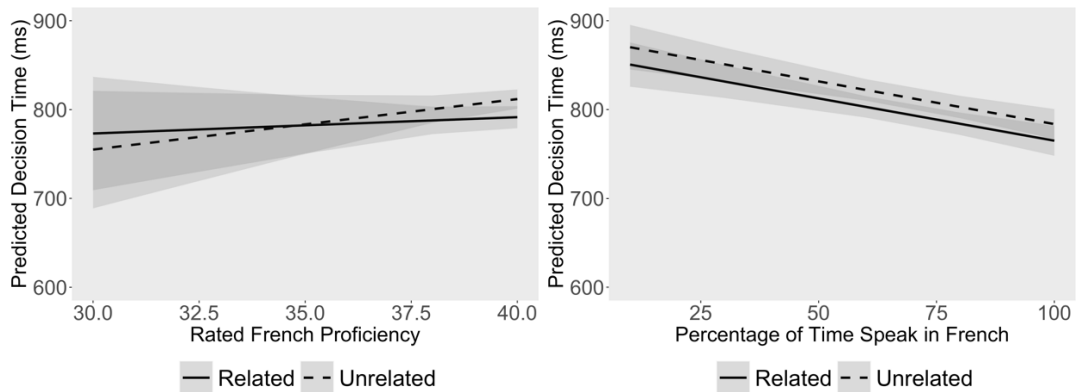 Predicted Decision Time (ms)
900
800
700
600
30.0 32.5 35.0 37.5 40.0
Rated French Proficiency
Related Unrelated
Predicted Decision Time (ms)
900
800
700
600
25 50 75 100
Percentage of Time Speak in French
Related Unrelated